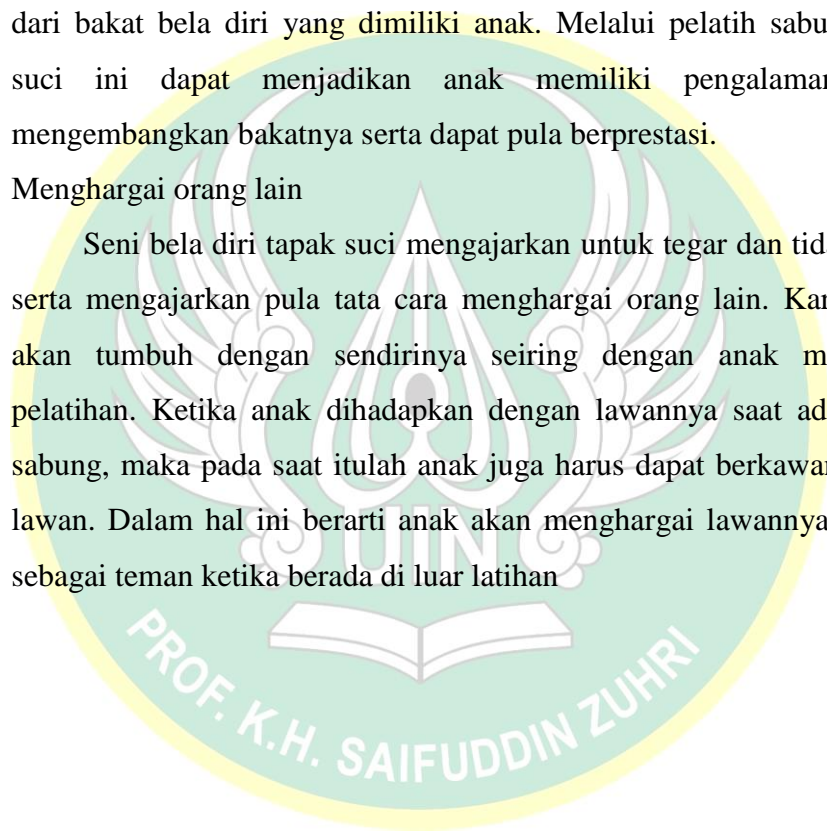 dari bakat bela diri yang dimiliki anak. Melalui pelatih sabu
suci ini dapat menjadikan anak memiliki pengalaman
mengembangkan bakatnya serta dapat pula berprestasi.
Menghargai orang lain
Seni bela diri tapak suci mengajarkan untuk tegar dan tid
serta mengajarkan pula tata cara menghargai orang lain. Kar
akan tumbuh dengan sendirinya seiring dengan anak m
pelatihan. Ketika anak dihadapkan dengan lawannya saat ad
sabung, maka pada saat itulah anak juga harus dapat berkawan
lawan. Dalam hal ini berarti anak akan menghargai lawannya
sebagai teman ketika berada di luar latihan
UIN
PROF. K.H. SAIFUDDIN ZUHRI